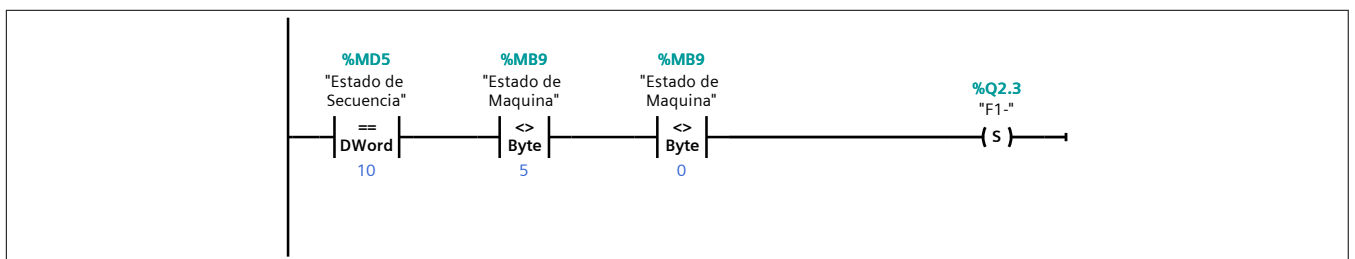 %MD5
"Estado de
Secuencia"
==
DWord
10
%MB9
"Estado de
Maquina"
<>
Byte
5
%MB9
"Estado de
Maquina"
<>
Byte
0
%Q2.3
"F1-"
S